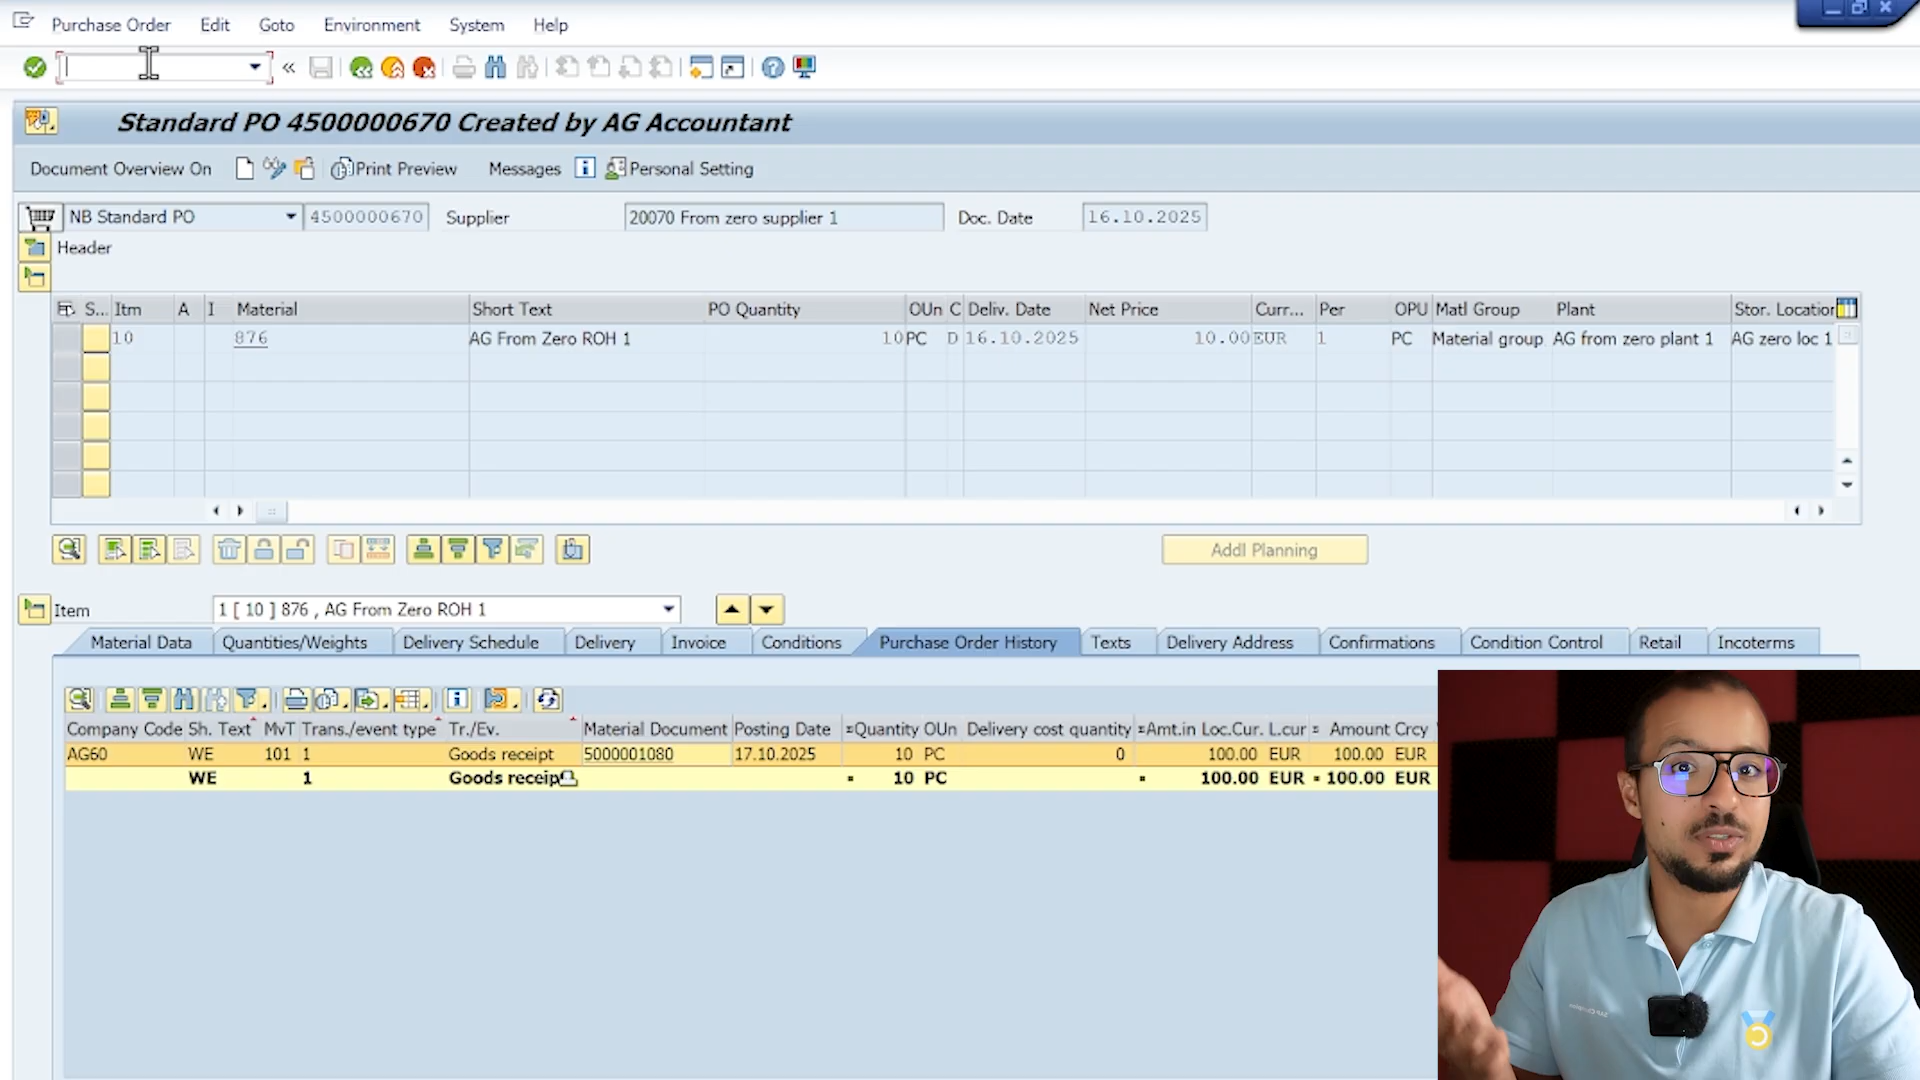 Purchase Order Edit Goto Environment System Help
Standard PO 4500000670 Created by AG Accountant
Document Overview On Print Preview Messages Personal Setting
NB Standard PO 4500000670 Supplier 20070 From zero supplier 1 Doc. Date 16.10.2025
Header
S... Itm A I Material Short Text PO Quantity OUn C Deliv. Date Net Price Curr... Per OPU Matl Group Plant Stor. Location
10 876 AG From Zero ROH 1 10 PC D 16.10.2025 10.00 EUR 1 PC Material group AG from zero plant 1 AG zero loc 1
Addl Planning
Item 1 [ 10 ] 876 , AG From Zero ROH 1
Material Data Quantities/Weights Delivery Schedule Delivery Invoice Conditions Purchase Order History Texts Delivery Address Confirmations Condition Control Retail Incoterms
Company Code Sh. Text MvT Trans./event type Tr./Ev. Material Document Posting Date Quantity OUn Delivery cost quantity Amt.in Loc.Cur. L.cur Amount Crcy
AG60 WE 101 1 Goods receipt 5000001080 17.10.2025 10 PC 0 100.00 EUR 100.00 EUR
WE 1 Goods receip 10 PC 100.00 EUR 100.00 EUR